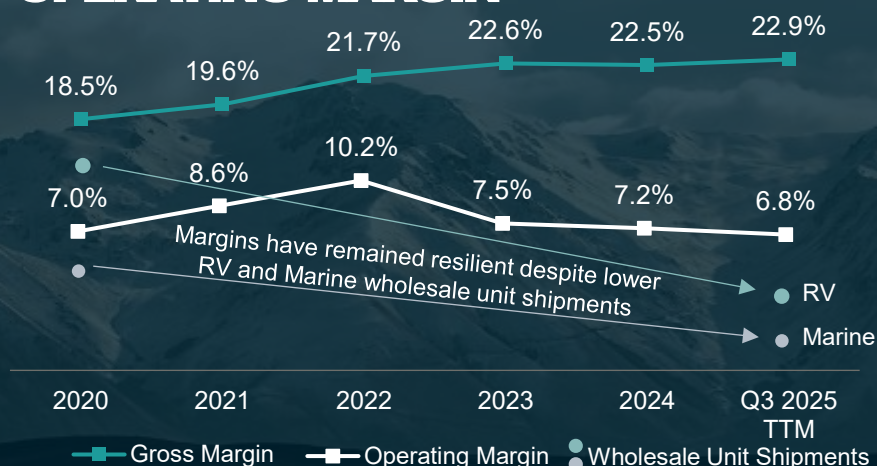 OPERATING MARGIN
22.9%
22.6%
22.5%
21.7%
19.6%
18.5%
10.2%
8.6%
7.0%
7.5%
7.2%
6.8%
Margins have remained resilient despite lower
RV and Marine wholesale unit shipments
RV
Marine
2020 2021 2022 2023 2024 Q3 2025
TTM
Gross Margin Operating Margin Wholesale Unit Shipments